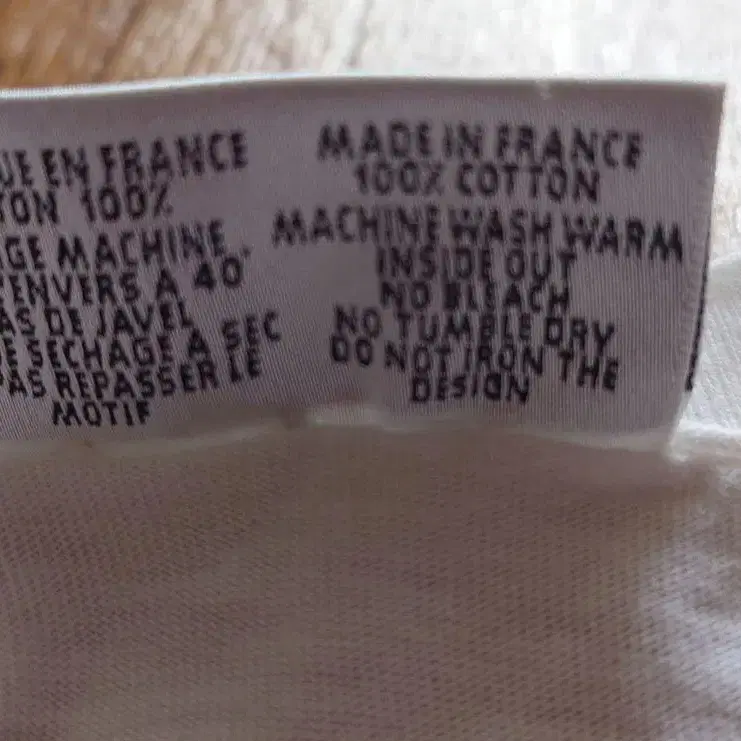 UE EN FRANCE
TON 100%
GE MACHINE
'ENVERS A 40°
AS DE JAVEL
E SECHAGE A SEC
PAS REPASSER LE
MOTIF
MADE IN FRANCE
100% COTTON
MACHINE WASH WARM
INSIDE OUT
NO BLEACH
NO TUMBLE DRY
DO NOT IRON THE
DESIGN